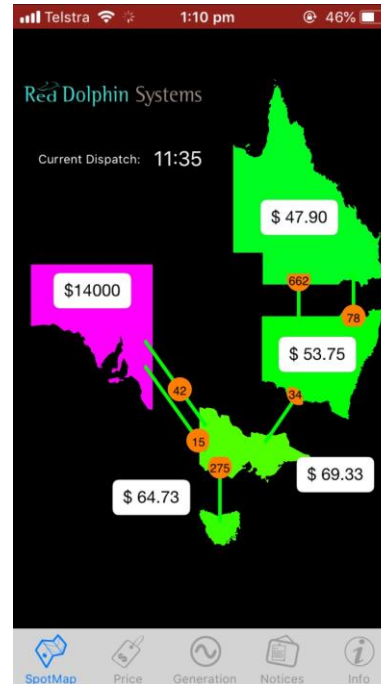 Telstra 1:10 pm 46%
Red Dolphin Systems
Current Dispatch: 11:35
$ 47.90
662
$14000
78
$ 53.75
42
34
15
275
$ 69.33
$ 64.73
SpotMap Price Generation Notices Info